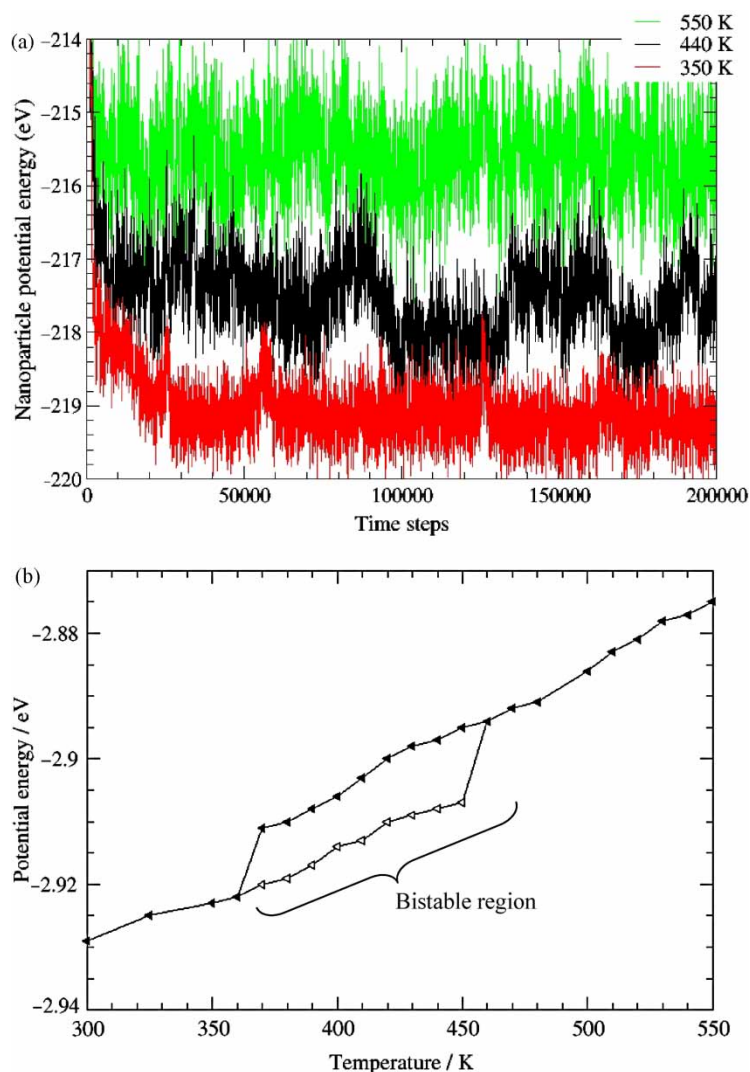 (a)
550 K
440 K
350 K
Nanoparticle potential energy (eV)
−214
−215
−216
−217
−218
−219
−220
0
50000
100000
150000
200000
Time steps
(b)
Potential energy / eV
−2.88
−2.9
−2.92
−2.94
Bistable region
300
350
400
450
500
550
Temperature / K